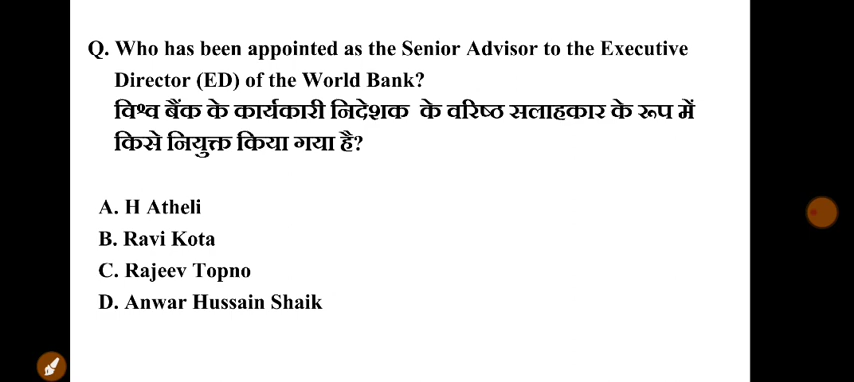 Q. Who has been appointed as the Senior Advisor to the Executive
Director (ED) of the World Bank?
विश्व बैंक के कार्यकारी निदेशक के वरिष्ठ सलाहकार के रूप में
किसे नियुक्त किया गया है?
A. H Atheli
B. Ravi Kota
C. Rajeev Topno
D. Anwar Hussain Shaik